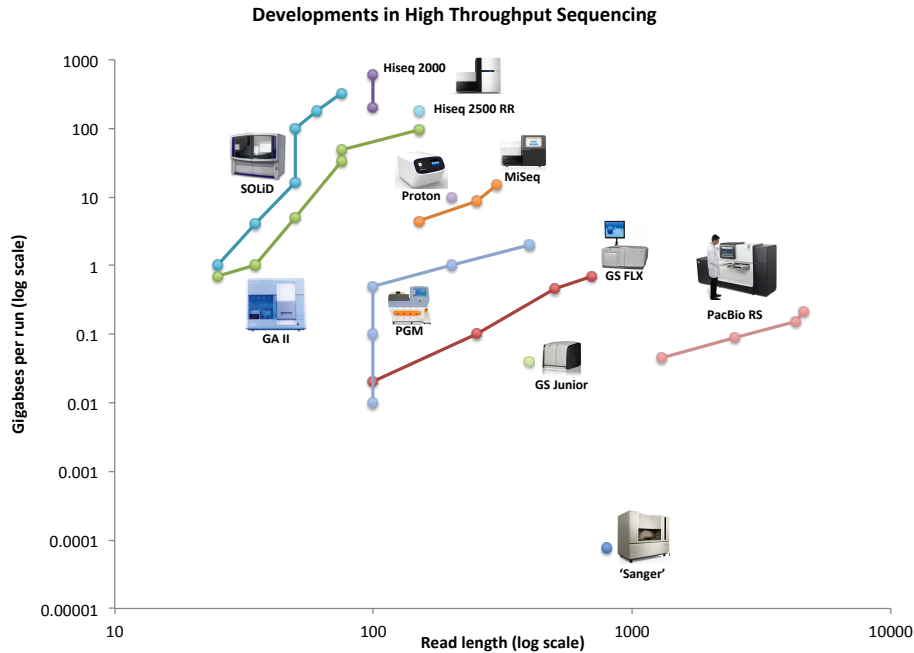 Developments in High Throughput Sequencing
Gigabses per run (log scale)
1000
100
10
1
0.1
0.01
0.001
0.0001
0.00001
Hiseq 2000
Hiseq 2500 RR
SOLiD
Proton
MiSeq
GS FLX
PacBio RS
GA II
PGM
GS Junior
‘Sanger’
10
100
1000
10000
Read length (log scale)